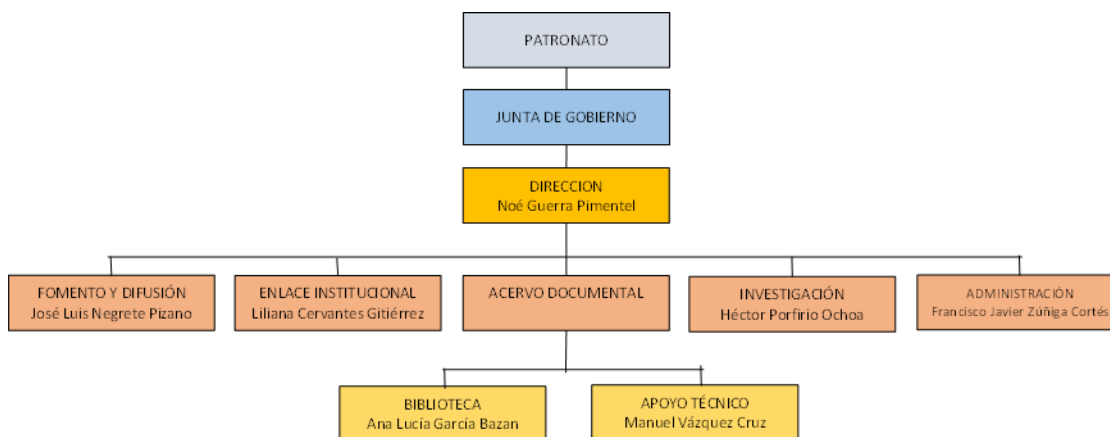 PATRONATO
JUNTA DE GOBIERNO
DIRECCION
Noé Guerra Pimentel
FOMENTO Y DIFUSIÓN
José Luis Negrete Pizano
ENLACE INSTITUCIONAL
Liliana Cervantes Gitiérrez
ACERVO DOCUMENTAL
INVESTIGACIÓN
Héctor Porfirio Ochoa
ADMINISTRACIÓN
Francisco Javier Zúñiga Cortés
BIBLIOTECA
Ana Lucía García Bazan
APOYO TÉCNICO
Manuel Vázquez Cruz